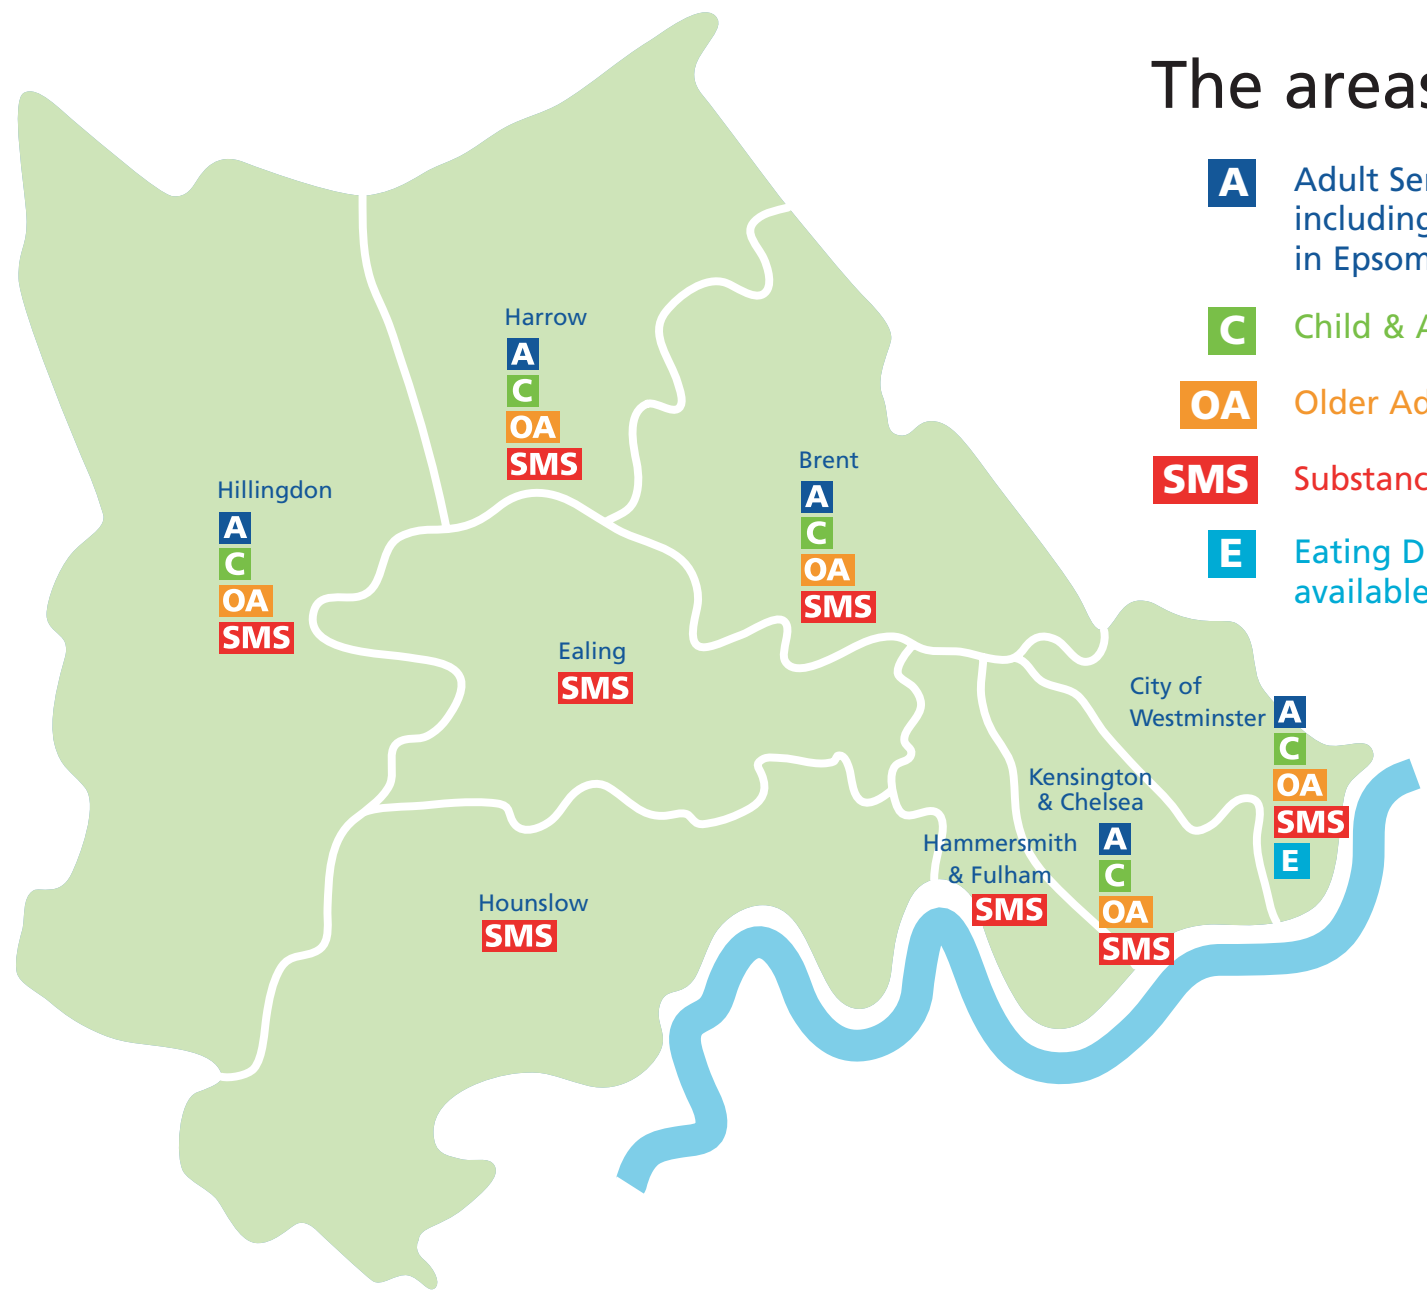 The areas
A Adult Ser
including
in Epsom
C Child & A
OA Older Ad
SMS Substanc
E Eating D
available
Harrow
A
C
OA
SMS
Brent
A
C
OA
SMS
Hillingdon
A
C
OA
SMS
Ealing
SMS
City of
Westminster
A
C
OA
SMS
E
Kensington
& Chelsea
A
C
OA
SMS
Hammersmith
& Fulham
SMS
Hounslow
SMS